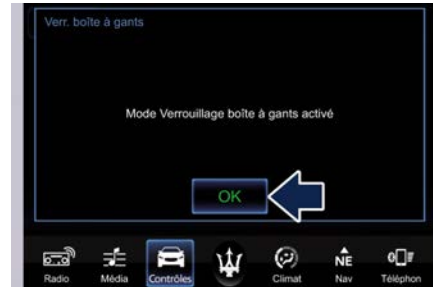 Verr. boîte à gants
Mode Verrouillage boîte à gants activé
OK
NE
Radio Média Contrôles Climat Nav Téléphon